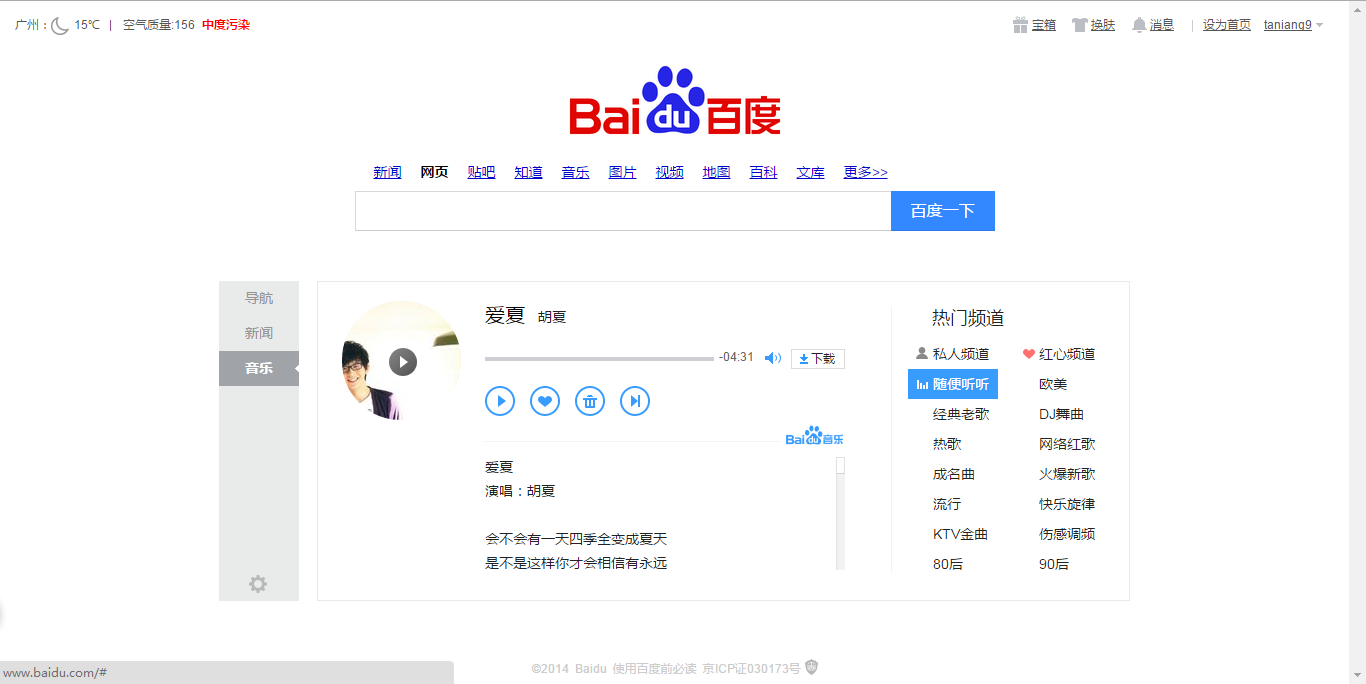 广州： 15℃ | 空气质量:156 中度污染
宝箱 换肤 消息 | 设为首页 taniang9
Bai du 百度
新闻 网页 贴吧 知道 音乐 图片 视频 地图 百科 文库 更多>>
百度一下
导航
新闻
音乐
爱夏 胡夏
-04:31 下载
Bai du 音乐
爱夏
演唱：胡夏
会不会有一天四季全变成夏天
是不是这样你才会相信有永远
热门频道
私人频道 红心频道
随便听听 欧美
经典老歌 DJ舞曲
热歌 网络红歌
成名曲 火爆新歌
流行 快乐旋律
KTV金曲 伤感调频
80后 90后
©2014 Baidu 使用百度前必读 京ICP证030173号
www.baidu.com/#